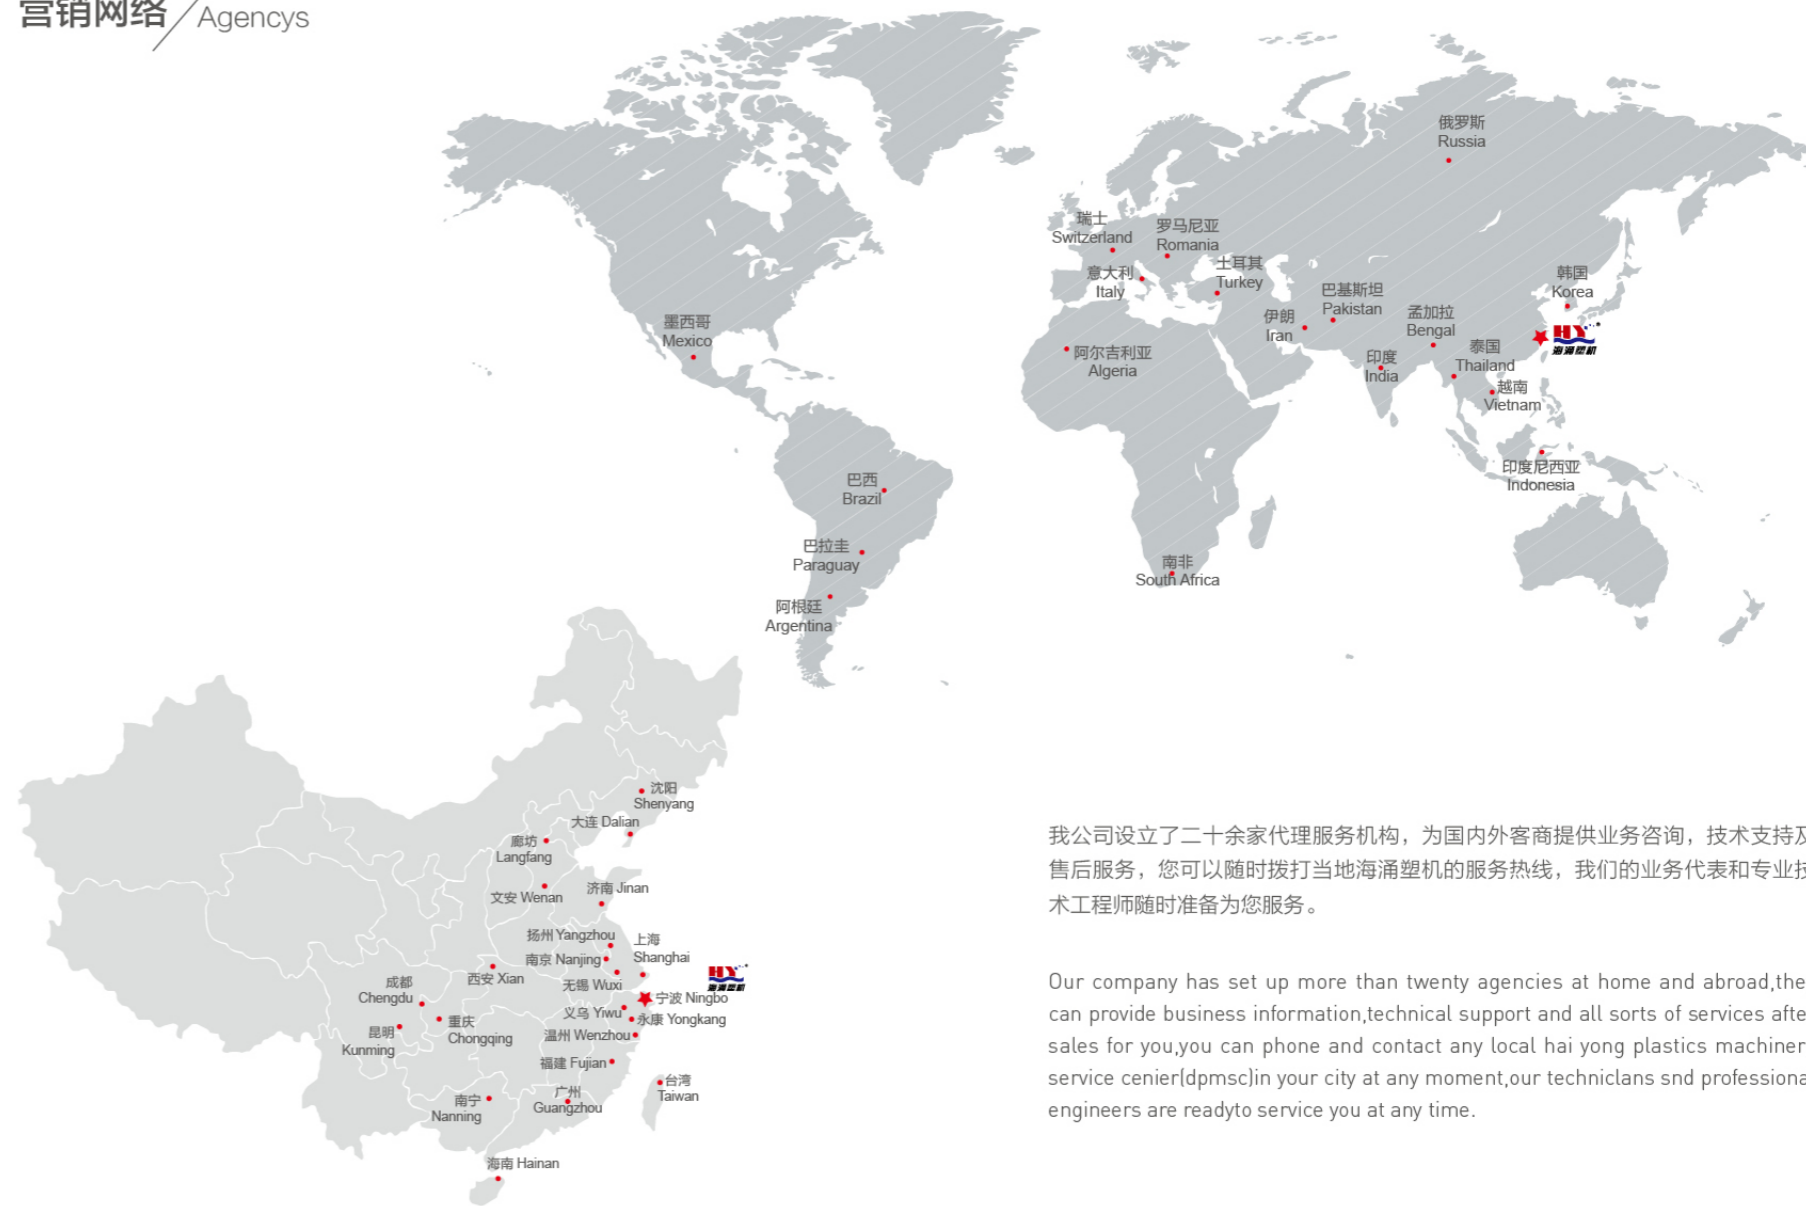 营销网络
Agencys
俄罗斯
Russia
瑞士
Switzerland
罗马尼亚
Romania
意大利
Italy
土耳其
Turkey
巴基斯坦
Pakistan
伊朗
Iran
孟加拉
Bengal
韩国
Korea
HY
海涌塑机
墨西哥
Mexico
阿尔吉利亚
Algeria
印度
India
泰国
Thailand
越南
Vietnam
印度尼西亚
Indonesia
巴西
Brazil
巴拉圭
Paraguay
阿根廷
Argentina
南非
South Africa
沈阳
Shenyang
大连 Dalian
廊坊
Langfang
文安 Wenan
济南 Jinan
扬州 Yangzhou
上海
Shanghai
南京 Nanjing
西安 Xian
无锡 Wuxi
HY
海涌塑机
成都
Chengdu
宁波 Ningbo
义乌 Yiwu
永康 Yongkang
重庆
Chongqing
昆明
Kunming
温州 Wenzhou
福建 Fujian
台湾
Taiwan
广州
Guangzhou
南宁
Nanning
海南 Hainan
我公司设立了二十余家代理服务机构，为国内外客商提供业务咨询，技术支持及
售后服务，您可以随时拨打当地海涌塑机的服务热线，我们的业务代表和专业技
术工程师随时准备为您服务。
Our company has set up more than twenty agencies at home and abroad,the
can provide business information,technical support and all sorts of services afte
sales for you,you can phone and contact any local hai yong plastics machiner
service cenier(dpmsc)in your city at any moment,our techniclans snd professiona
engineers are readyto service you at any time.